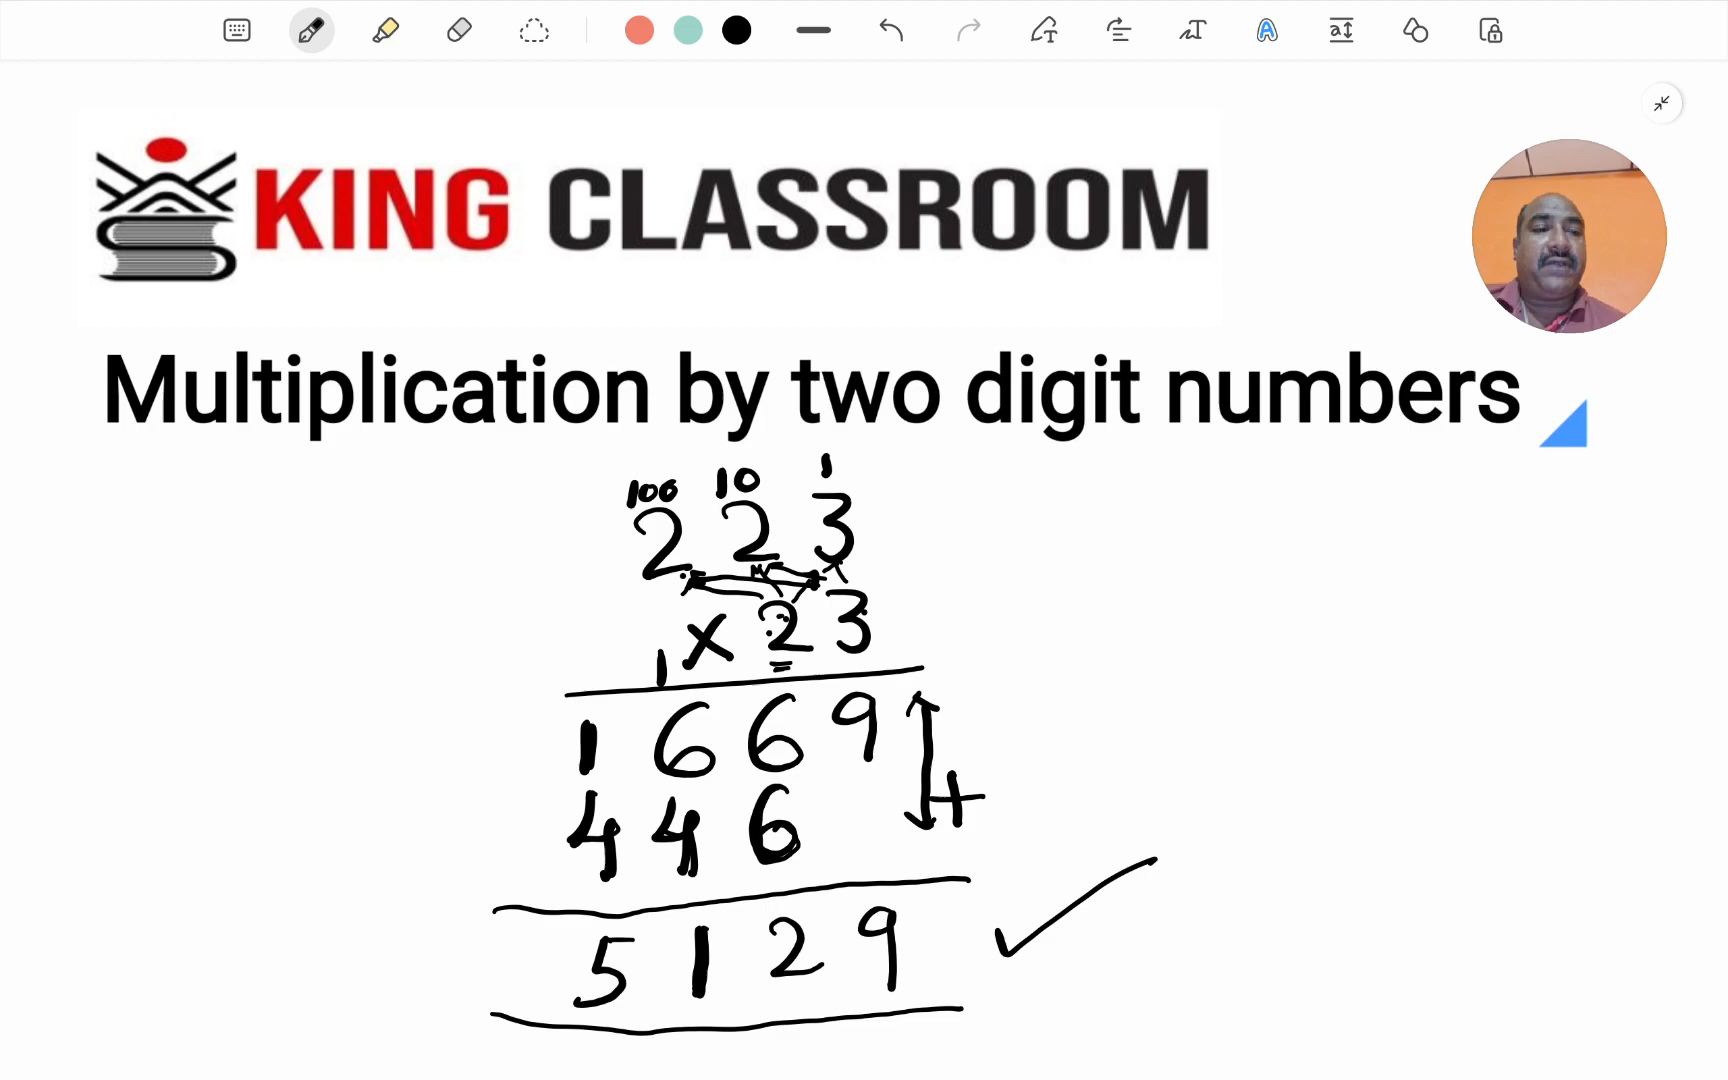 KING CLASSROOM
Multiplication by two digit numbers
100 10 1
2 2 3
× 2 3
1
1 6 6 9
4 4 6 +
5 1 2 9